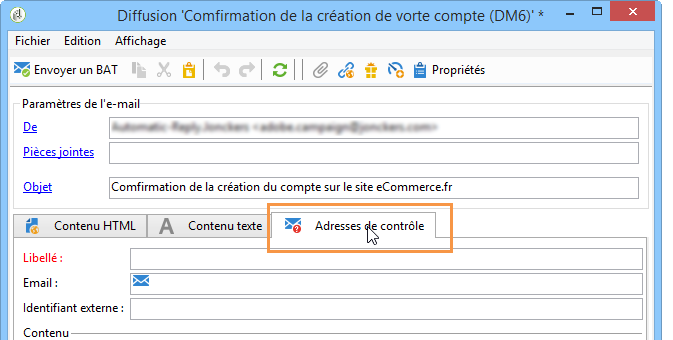 Diffusion 'Comfirmation de la création de vorte compte (DM6)' *
Fichier Edition Affichage
Envoyer un BAT Propriétés
Paramètres de l'e-mail
De
Pièces jointes
Objet Comfirmation de la création du compte sur le site eCommerce.fr
Contenu HTML A Contenu texte Adresses de contrôle
Libellé :
Email :
Identifiant externe :
Contenu